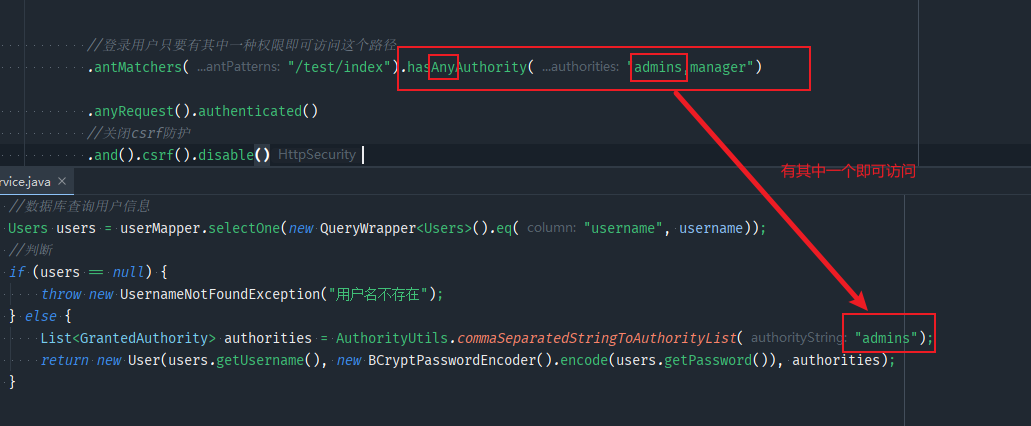 //登录用户只要有其中一种权限即可访问这个路径
.antMatchers( ...antPatterns: "/test/index").hasAnyAuthority( ...authorities: "admins,manager")
.anyRequest().authenticated()
//关闭csrf防护
.and().csrf().disable() HttpSecurity
有其中一个即可访问
rvice.java ×
//数据库查询用户信息
Users users = userMapper.selectOne(new QueryWrapper<Users>().eq( column: "username", username));
//判断
if (users == null) {
throw new UsernameNotFoundException("用户名不存在");
} else {
List<GrantedAuthority> authorities = AuthorityUtils.commaSeparatedStringToAuthorityList( authorityString: "admins");
return new User(users.getUsername(), new BCryptPasswordEncoder().encode(users.getPassword()), authorities);
}